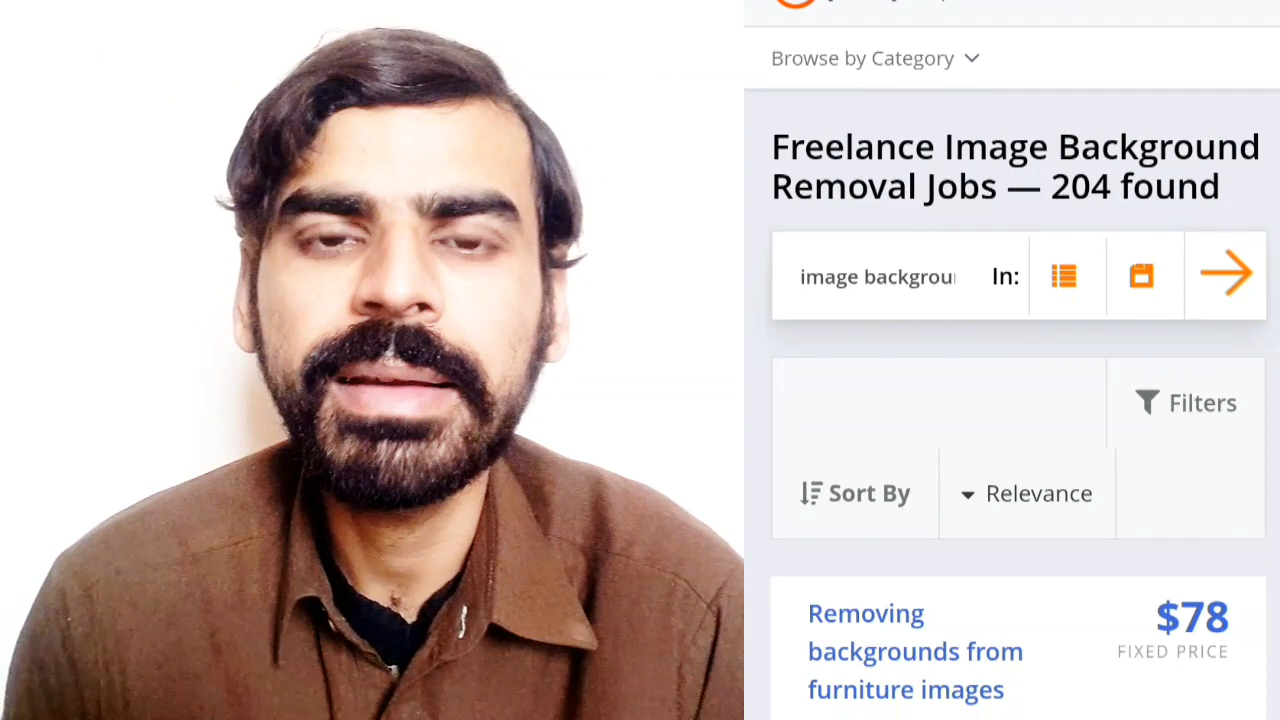 Browse by Category
Freelance Image Background
Removal Jobs — 204 found
image backgrou
In:
Filters
Sort By
Relevance
Removing
backgrounds from
furniture images
$78
FIXED PRICE